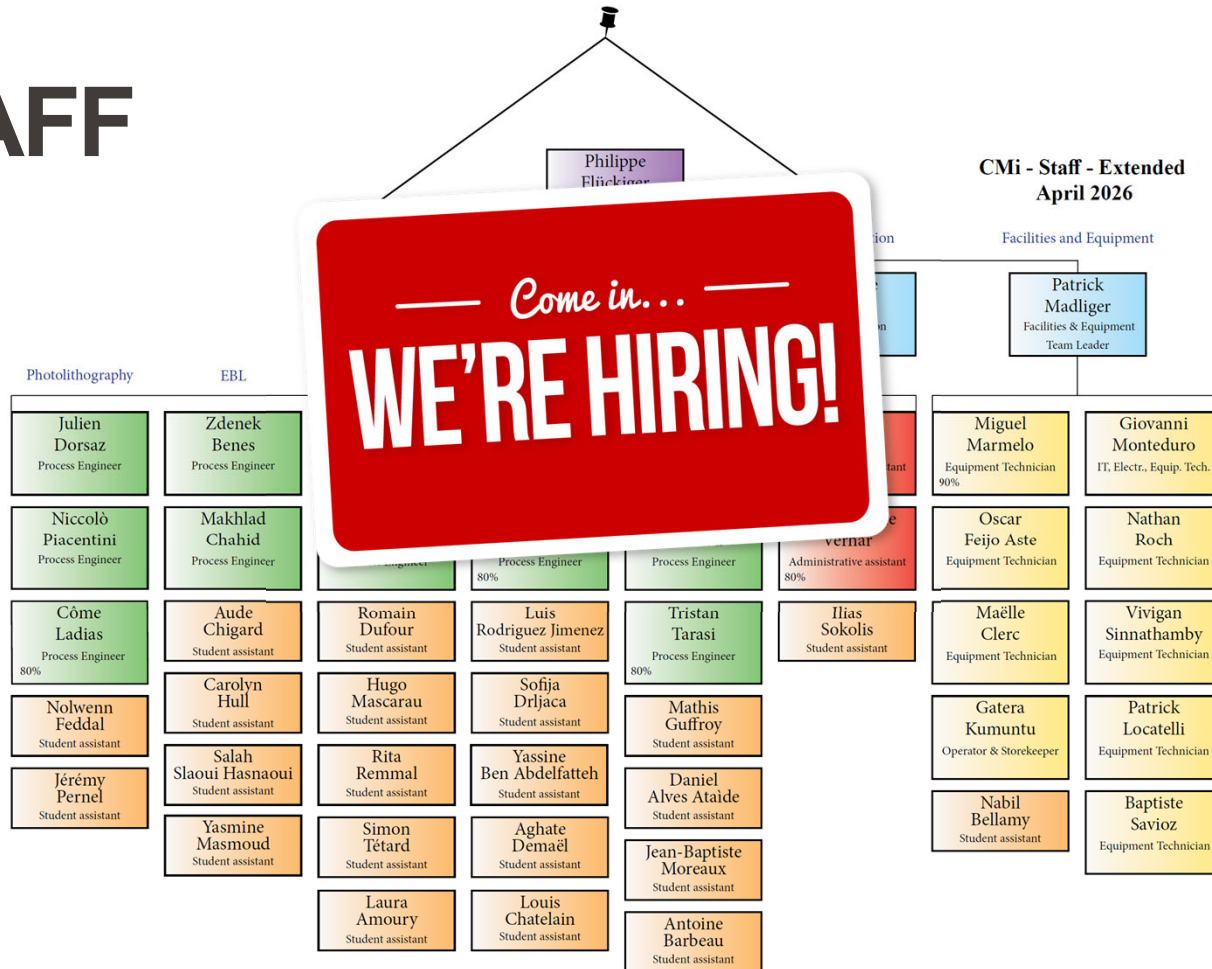 AFF
Philippe
Flückiger
CMi - Staff - Extended
April 2026
Facilities and Equipment
Come in...
WE'RE HIRING!
Patrick
Madliger
Facilities & Equipment
Team Leader
Photolithography
EBL
Julien
Dorsaz
Process Engineer
Niccolò
Piacentini
Process Engineer
Côme
Ladias
Process Engineer
80%
Nolwenn
Feddal
Student assistant
Jérémy
Pernel
Student assistant
Zdenek
Benes
Process Engineer
Makhlad
Chahid
Process Engineer
Aude
Chigard
Student assistant
Carolyn
Hull
Student assistant
Salah
Slaoui Hasnaoui
Student assistant
Yasmine
Masmoud
Student assistant
Romain
Dufour
Student assistant
Hugo
Mascarau
Student assistant
Rita
Remmal
Student assistant
Simon
Tétard
Student assistant
Laura
Amoury
Student assistant
Process Engineer
80%
Luis
Rodriguez Jimenez
Student assistant
Sofija
Drljaca
Student assistant
Yassine
Ben Abdelfatteh
Student assistant
Aghate
Demaël
Student assistant
Louis
Chatelain
Student assistant
Process Engineer
Tristan
Tarasi
Process Engineer
80%
Mathis
Guffroy
Student assistant
Daniel
Alves Ataìde
Student assistant
Jean-Baptiste
Moreaux
Student assistant
Antoine
Barbeau
Student assistant
Administrative assistant
80%
Ilias
Sokolis
Student assistant
Miguel
Marmelo
Equipment Technician
90%
Oscar
Feijo Aste
Equipment Technician
Maëlle
Clerc
Equipment Technician
Gatera
Kumuntu
Operator & Storekeeper
Nabil
Bellamy
Student assistant
Giovanni
Monteduro
IT, Electr., Equip. Tech.
Nathan
Roch
Equipment Technician
Vivigan
Sinnathamby
Equipment Technician
Patrick
Locatelli
Equipment Technician
Baptiste
Savioz
Equipment Technician